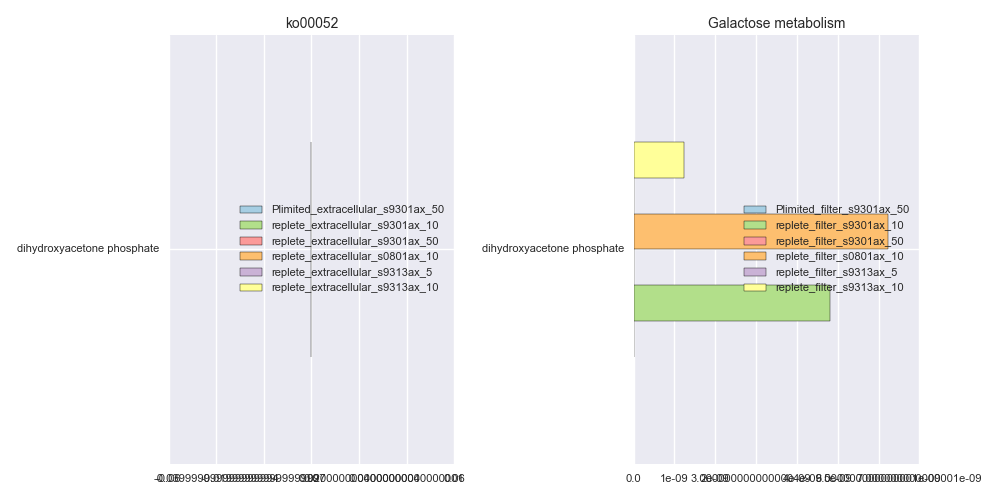 ko00052
Galactose metabolism
Plimited_extracellular_s9301ax_50
replete_extracellular_s9301ax_10
replete_extracellular_s9301ax_50
replete_extracellular_s0801ax_10
replete_extracellular_s9313ax_5
replete_extracellular_s9313ax_10
dihydroxyacetone phosphate
Plimited_filter_s9301ax_50
replete_filter_s9301ax_10
replete_filter_s9301ax_50
replete_filter_s0801ax_10
replete_filter_s9313ax_5
replete_filter_s9313ax_10
dihydroxyacetone phosphate
0.0 1e-09